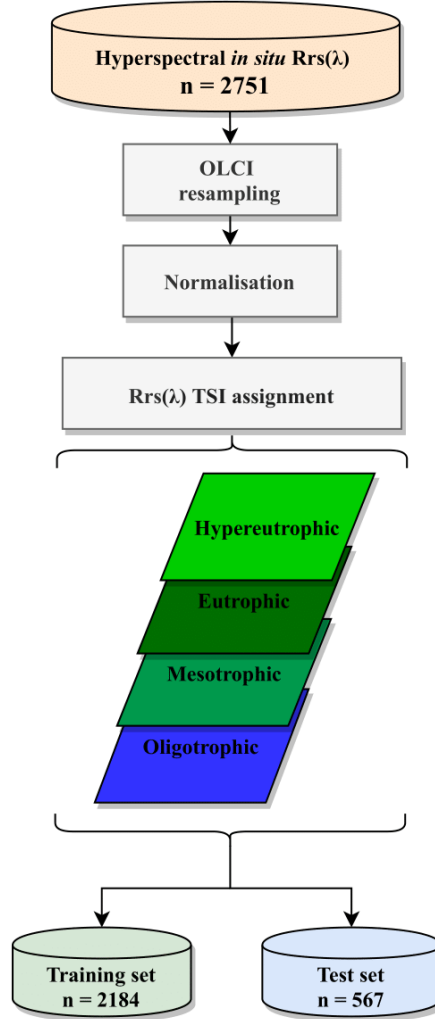 Hyperspectral in situ Rrs(λ)
n = 2751
OLCI
resampling
Normalisation
Rrs(λ) TSI assignment
Hypereutrophic
Eutrophic
Mesotrophic
Oligotrophic
Training set
n = 2184
Test set
n = 567